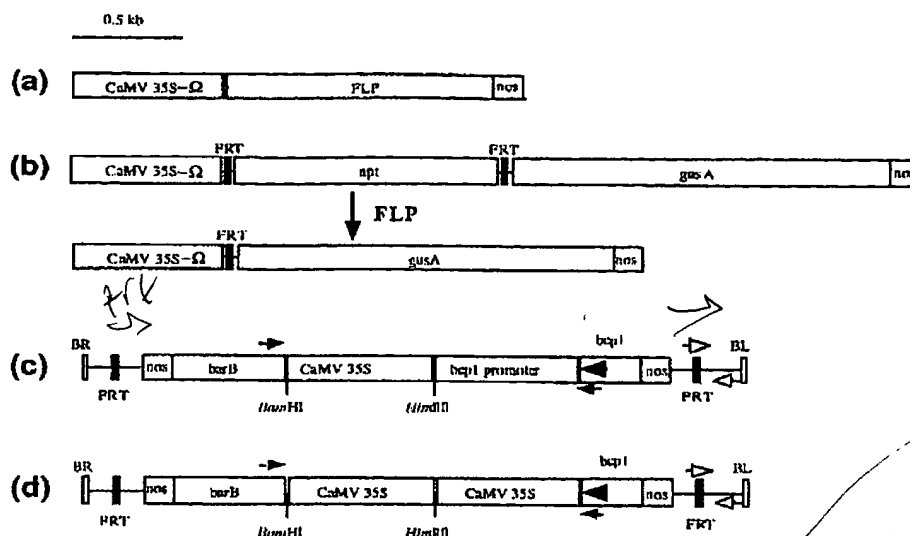 0.5 kb
(a)
CaMV 35S-Ω FLP nos
FRT FRT
(b)
CaMV 35S-Ω npt gusA nos
FLP
FRT
CaMV 35S-Ω gusA nos
BR bcp1 BL
(c)
nos barB CaMV 35S bcp1 promoter nos
FRT BamHI HindIII FRT
BR bcp1 BL
(d)
nos barB CaMV 35S CaMV 35S nos
FRT BamHI HindIII FRT